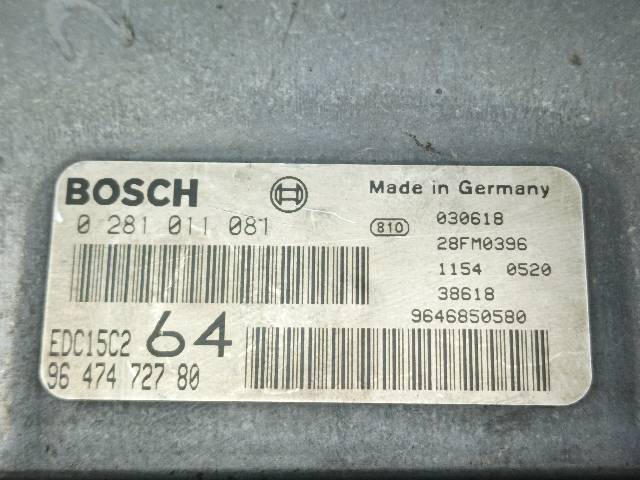 BOSCH
Made in Germany
0 281 011 081
810
030618
28FM0396
1154 0520
38618
9646850580
EDC15C2
64
96 474 727 80